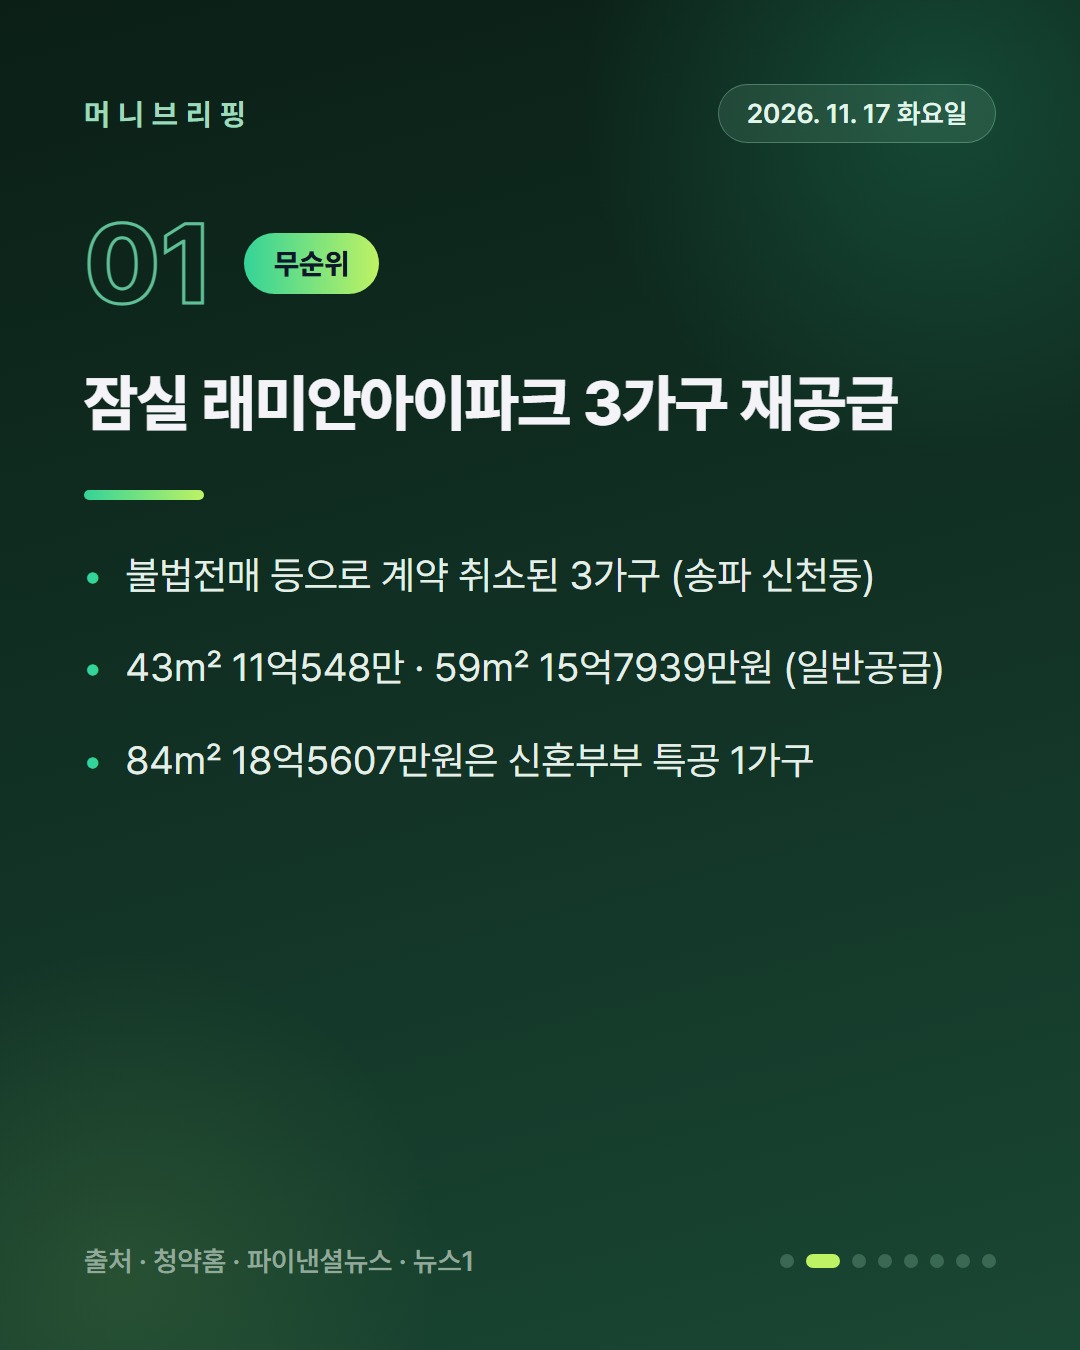 머니브리핑
2026. 11. 17 화요일
01
무순위
잠실 래미안아이파크 3가구 재공급
• 불법전매 등으로 계약 취소된 3가구 (송파 신천동)
• 43m² 11억548만 · 59m² 15억7939만원 (일반공급)
• 84m² 18억5607만원은 신혼부부 특공 1가구
출처 · 청약홈 · 파이낸셜뉴스 · 뉴스1